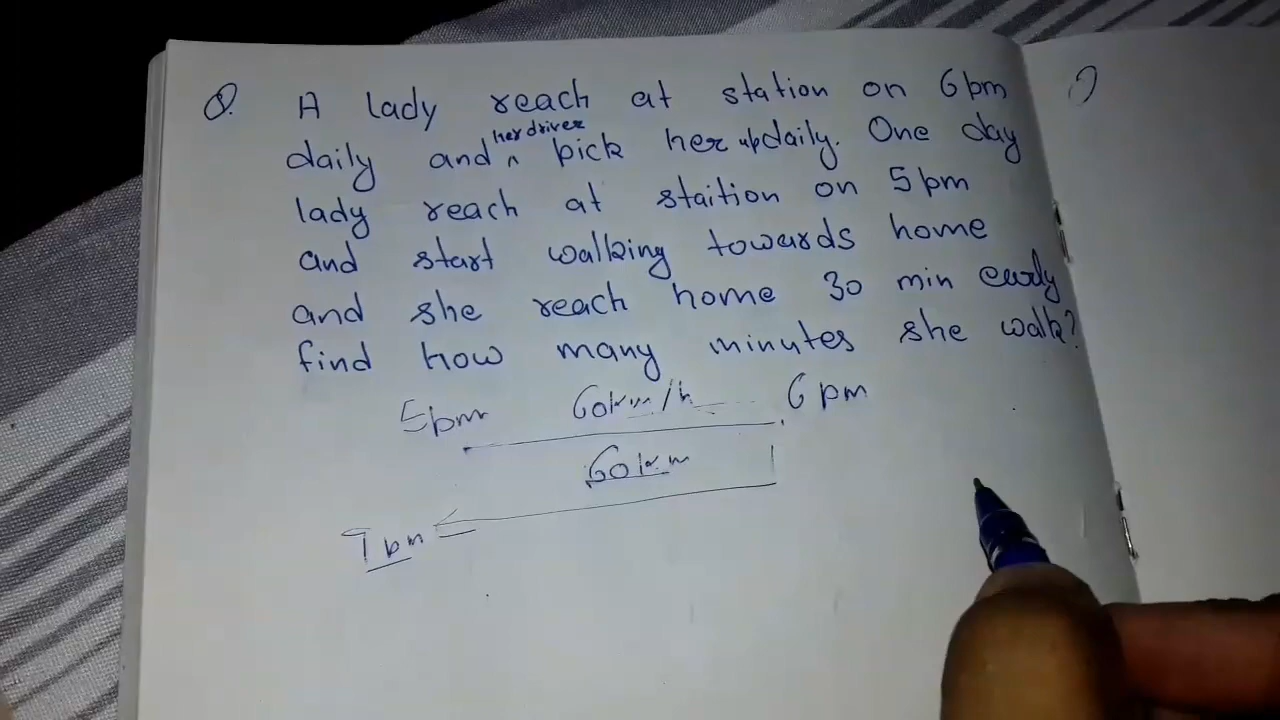 Q. A lady reach at station on 6pm
daily and her driver pick her up daily. One day
lady reach at staition on 5pm
and start walking towards home
and she reach home 30 min early
find how many minutes she walk?
5pm 60km/h 6pm
60km
7pm